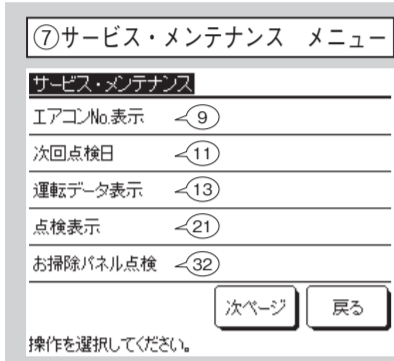 ⑦サービス・メンテナンス メニュー
サービス・メンテナンス
エアコンNo.表示 ⑨
次回点検日 ⑪
運転データ表示 ⑬
点検表示 ㉑
お掃除パネル点検 ㉜
次ページ 戻る
操作を選択してください。